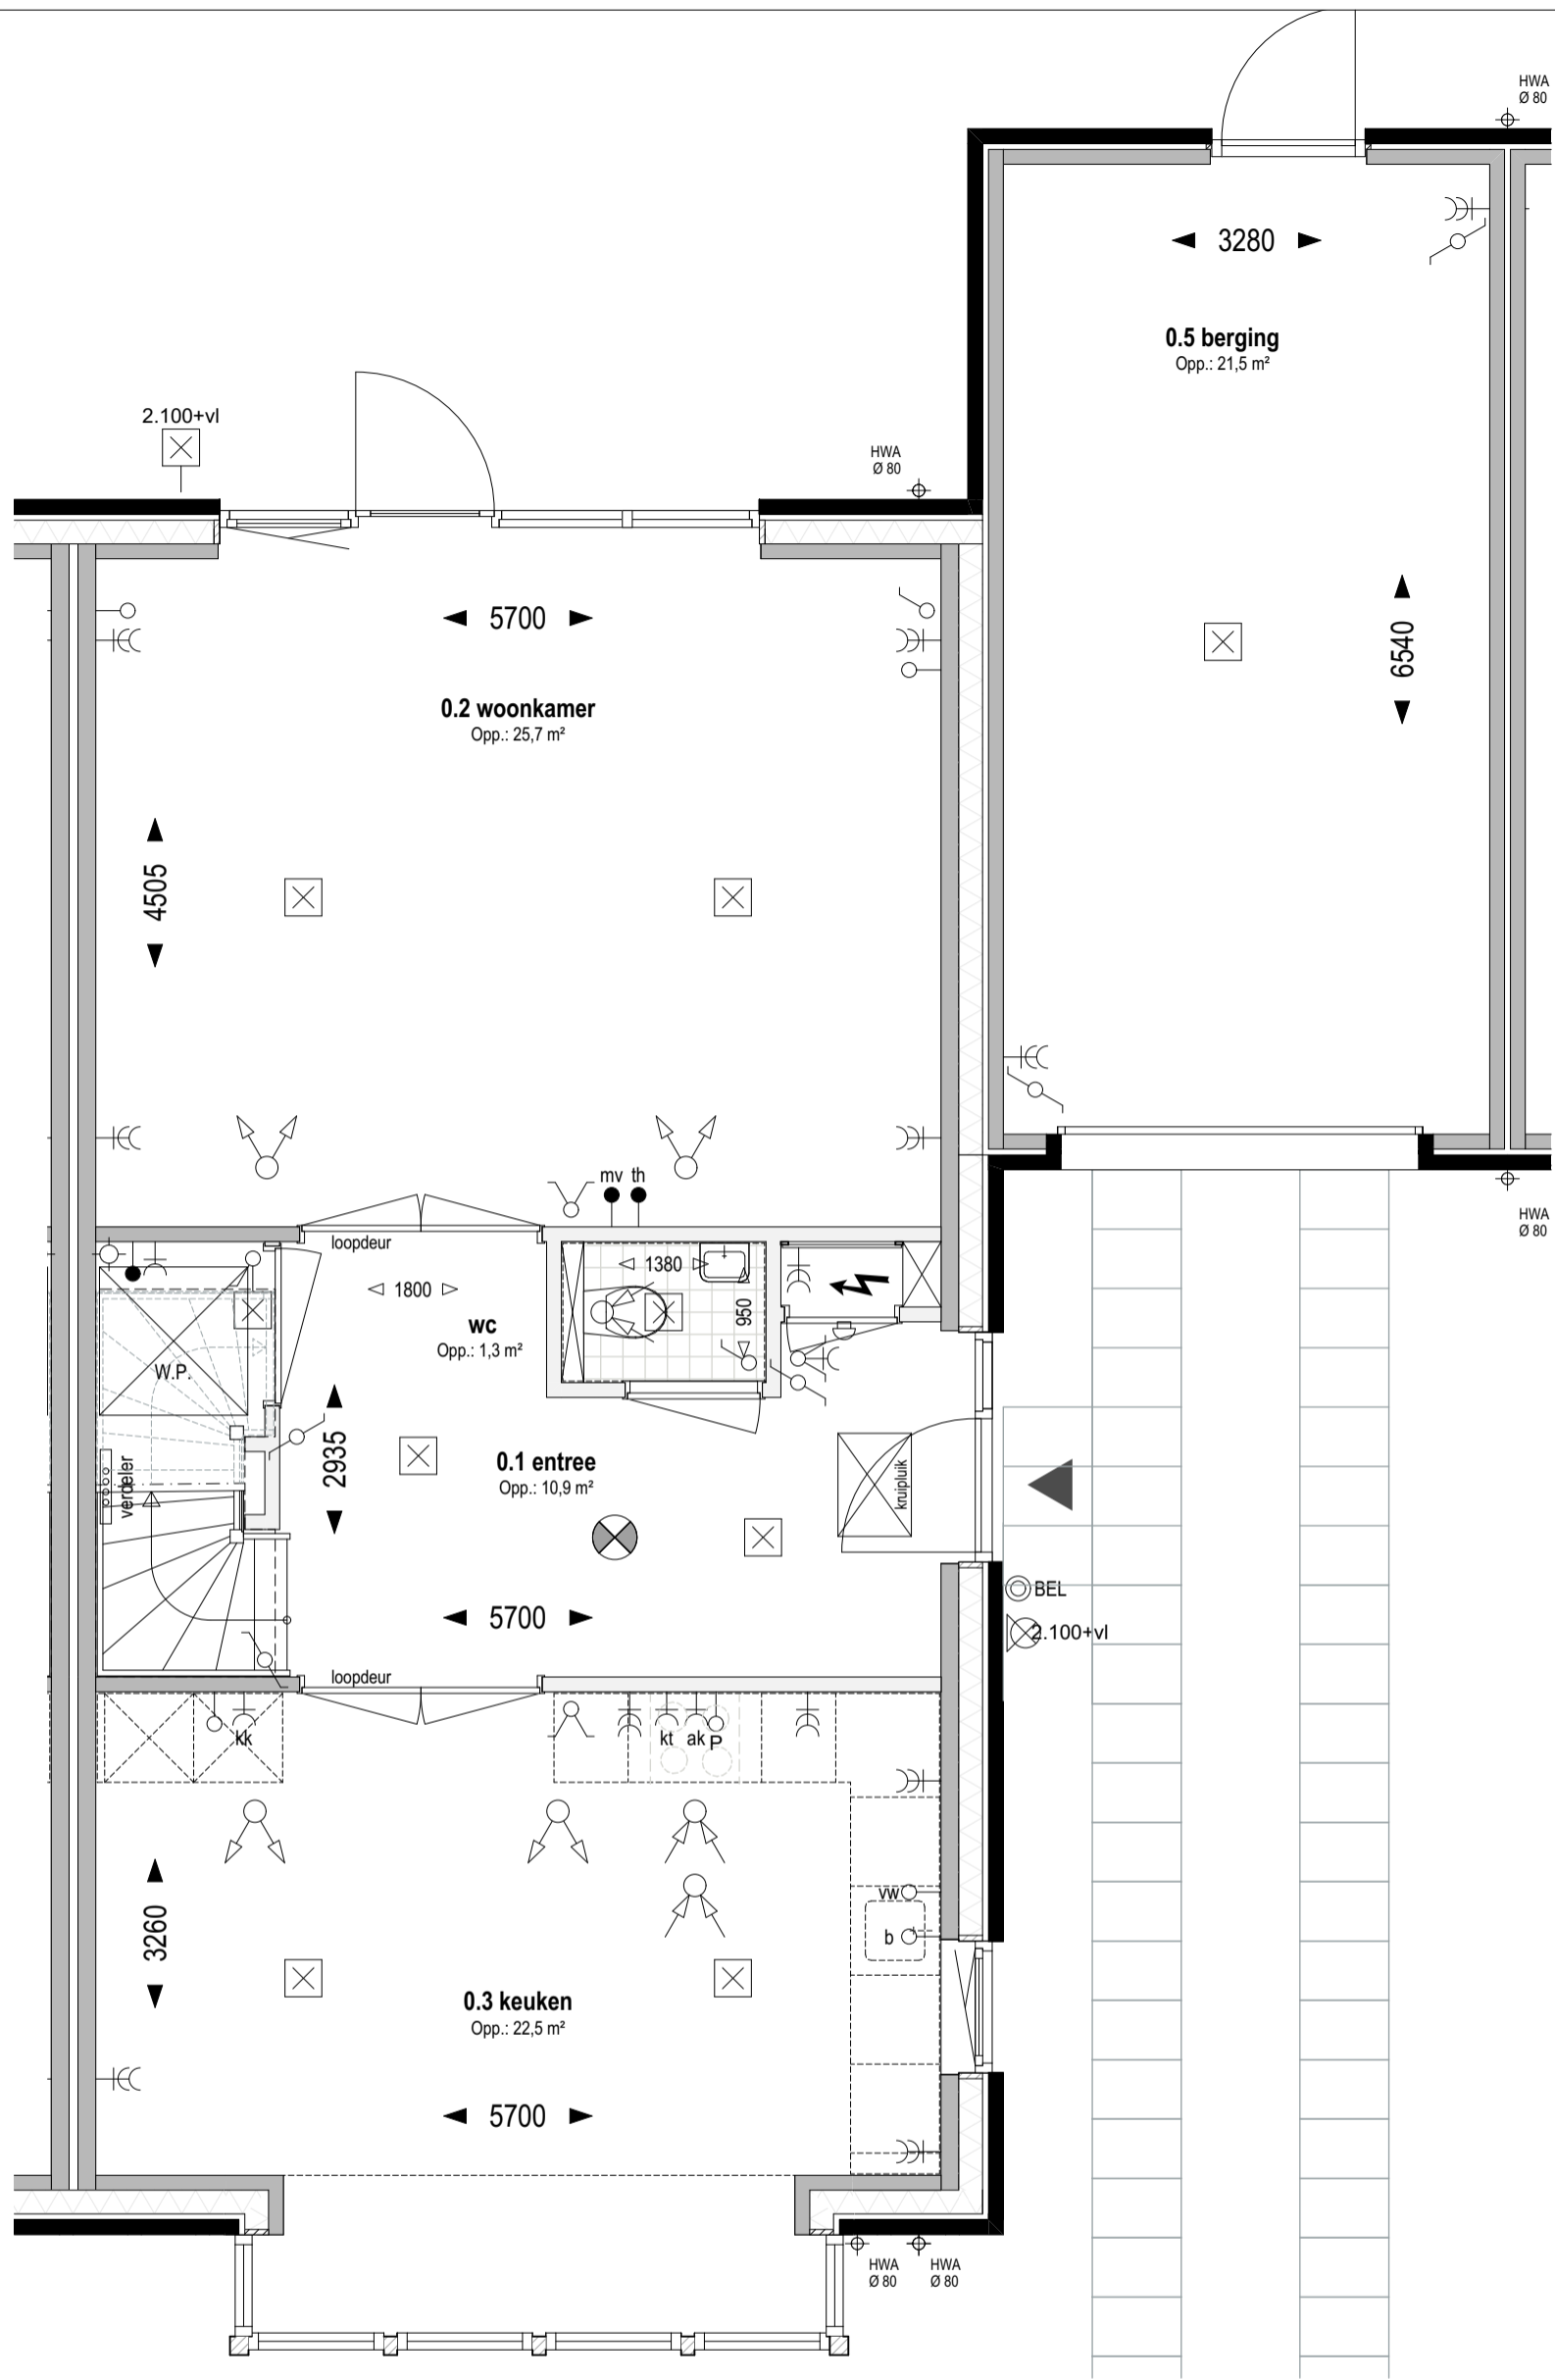 HWA
Ø 80
3280
0.5 berging
Opp.: 21,5 m²
2.100+vl
HWA
Ø 80
5700
6540
0.2 woonkamer
Opp.: 25,7 m²
4505
mv th
HWA
Ø 80
loopdeur
1800
1380
950
wc
Opp.: 1,3 m²
W.P.
2935
verdeler
0.1 entree
Opp.: 10,9 m²
kruipluik
BEL
2.100+vl
5700
loopdeur
kk
kt ak P
vw
b
3260
0.3 keuken
Opp.: 22,5 m²
5700
HWA
Ø 80
HWA
Ø 80